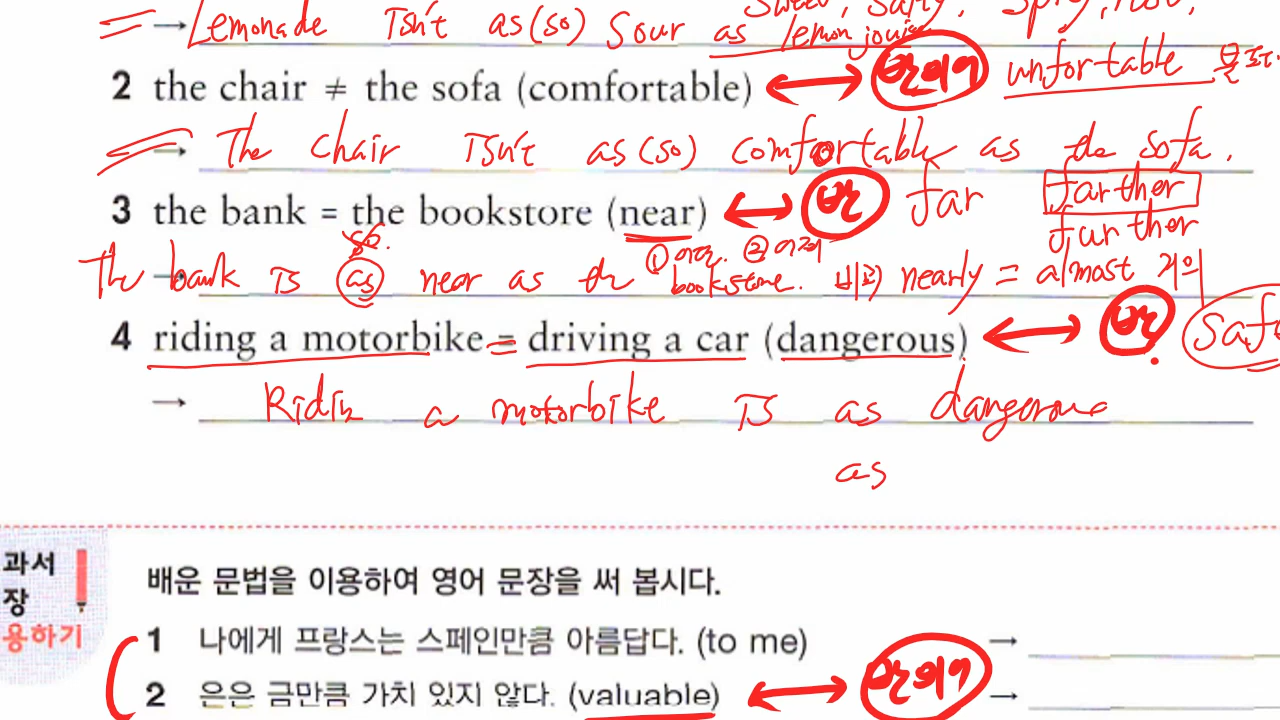 Sweet, Salty, Spicy,
= → Lemonade isn't as(so) sour as lemon jouice
2 the chair ≠ the sofa (comfortable) ↔ 반의어 unfortable 불편
→ The chair isn't as(so) comfortable as the sofa.
3 the bank = the bookstore (near) ↔ 반 far farther
further
so. ① ②
→ The bank is as near as the bookstore. 비교) nearly = almost 거의
4 riding a motorbike = driving a car (dangerous) ↔ 반 safe
→ Ridin a motorbike is as dangerous
as
과서
장
용하기
배운 문법을 이용하여 영어 문장을 써 봅시다.
1 나에게 프랑스는 스페인만큼 아름답다. (to me) →
2 은은 금만큼 가치 있지 않다. (valuable) ↔ 반의어 →